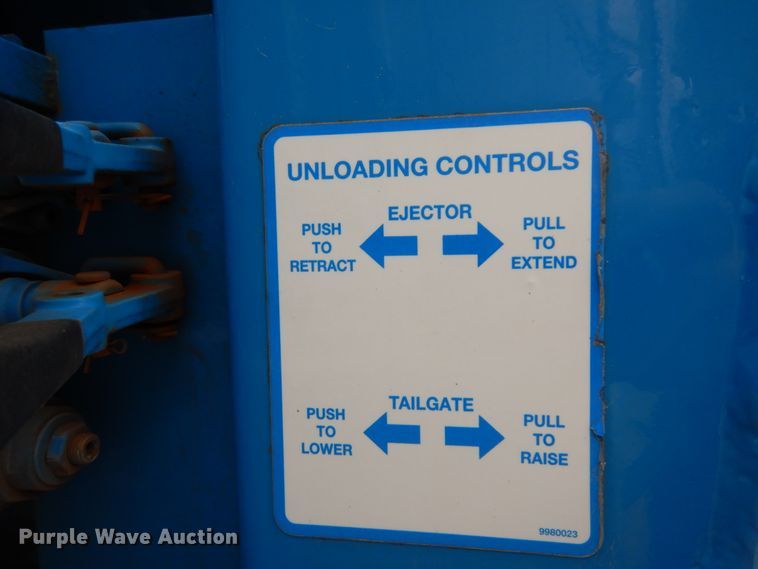 UNLOADING CONTROLS
EJECTOR
PUSH
TO
RETRACT
PULL
TO
EXTEND
TAILGATE
PUSH
TO
LOWER
PULL
TO
RAISE
9980023
Purple Wave Auction